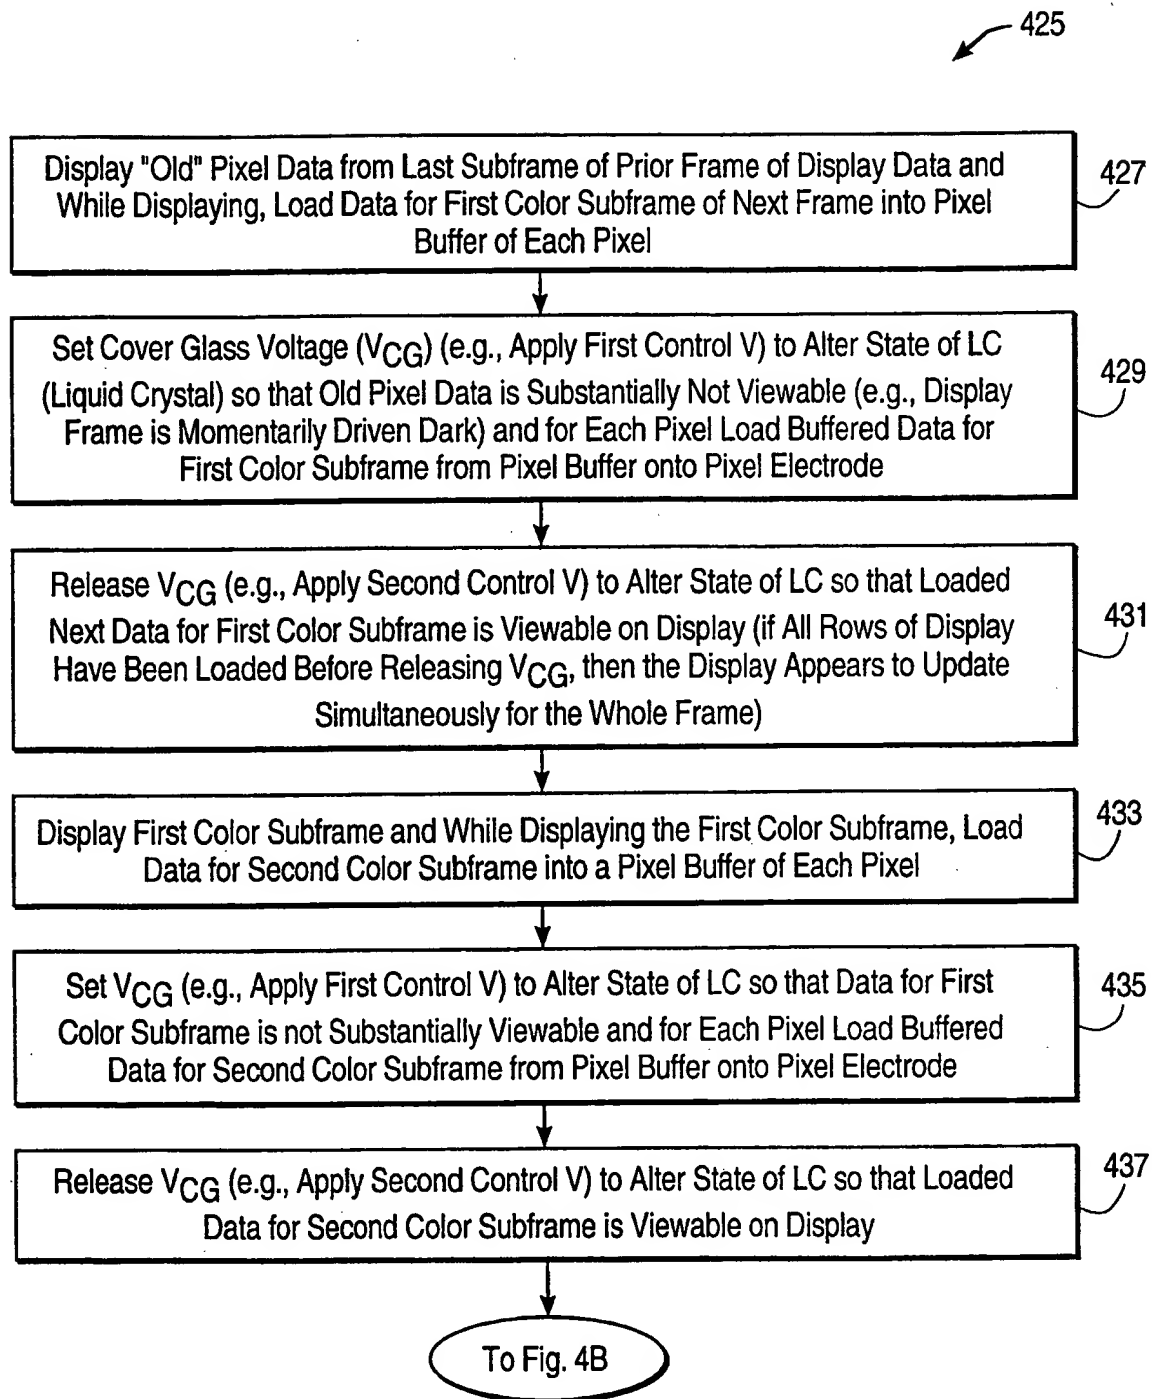 425
Display "Old" Pixel Data from Last Subframe of Prior Frame of Display Data and
While Displaying, Load Data for First Color Subframe of Next Frame into Pixel
Buffer of Each Pixel
427
Set Cover Glass Voltage (VCG) (e.g., Apply First Control V) to Alter State of LC
(Liquid Crystal) so that Old Pixel Data is Substantially Not Viewable (e.g., Display
Frame is Momentarily Driven Dark) and for Each Pixel Load Buffered Data for
First Color Subframe from Pixel Buffer onto Pixel Electrode
429
Release VCG (e.g., Apply Second Control V) to Alter State of LC so that Loaded
Next Data for First Color Subframe is Viewable on Display (if All Rows of Display
Have Been Loaded Before Releasing VCG, then the Display Appears to Update
Simultaneously for the Whole Frame)
431
Display First Color Subframe and While Displaying the First Color Subframe, Load
Data for Second Color Subframe into a Pixel Buffer of Each Pixel
433
Set VCG (e.g., Apply First Control V) to Alter State of LC so that Data for First
Color Subframe is not Substantially Viewable and for Each Pixel Load Buffered
Data for Second Color Subframe from Pixel Buffer onto Pixel Electrode
435
Release VCG (e.g., Apply Second Control V) to Alter State of LC so that Loaded
Data for Second Color Subframe is Viewable on Display
437
To Fig. 4B